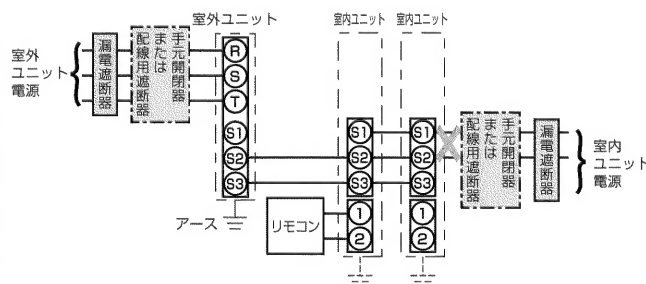 室外
ユニット
電源
漏電遮断器
手元開閉器
または
配線用遮断器
室外ユニット
R
S
T
S1
S2
S3
アース
リモコン
室内ユニット
S1
S2
S3
1
2
室内ユニット
S1
S2
S3
1
2
手元開閉器
または
配線用遮断器
漏電遮断器
室内
ユニット
電源